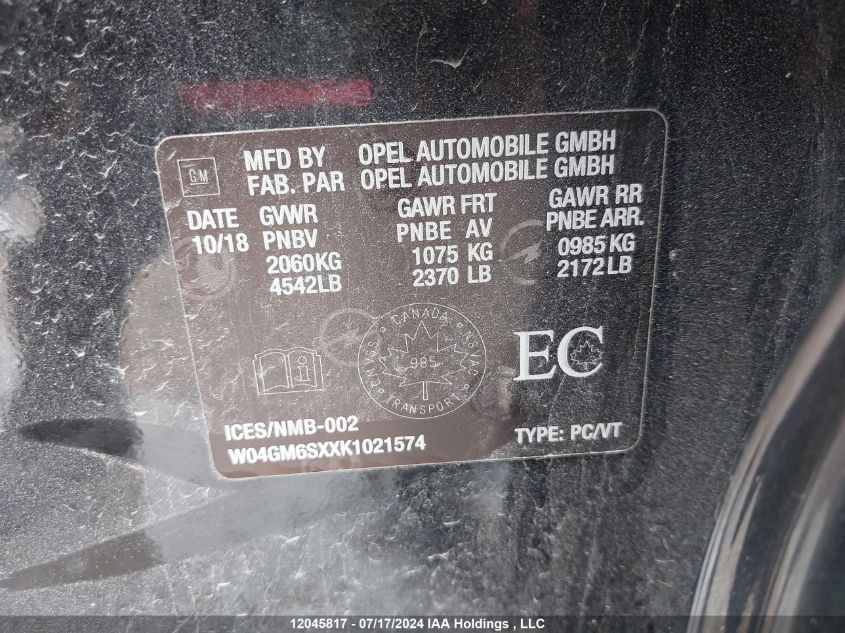 GM
MFD BY OPEL AUTOMOBILE GMBH
FAB. PAR OPEL AUTOMOBILE GMBH
DATE GVWR GAWR FRT GAWR RR
10/18 PNBV PNBE AV PNBE ARR.
2060KG 1075 KG 0985KG
4542LB 2370 LB 2172LB
CANADA
985
TRANSPORT
EC
ICES/NMB-002
W04GM6SXXK1021574 TYPE: PC/VT
12045817 - 07/17/2024 IAA Holdings , LLC